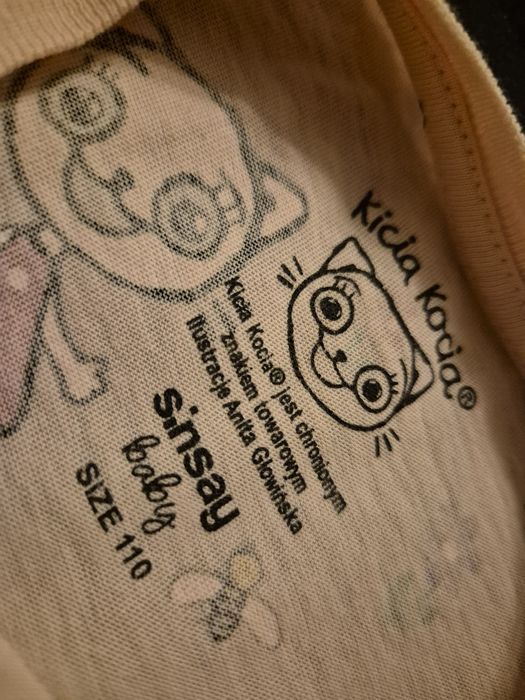 Kicia Kocia®
Kicia Kocia® jest chronionym
znakiem towarowym
Ilustracje Anita Głowińska
sinsay
baby
SIZE 110